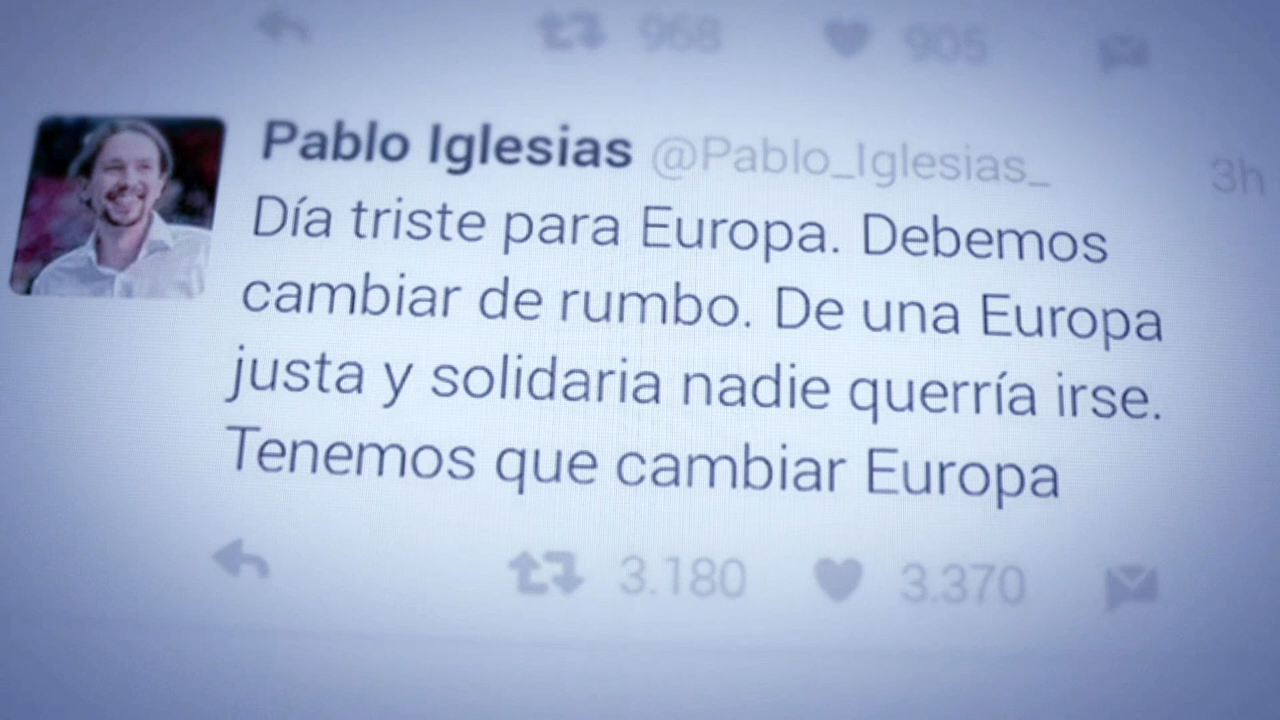 968 905
Pablo Iglesias @Pablo_Iglesias_ 3h
Día triste para Europa. Debemos
cambiar de rumbo. De una Europa
justa y solidaria nadie querría irse.
Tenemos que cambiar Europa
3.180 3.370